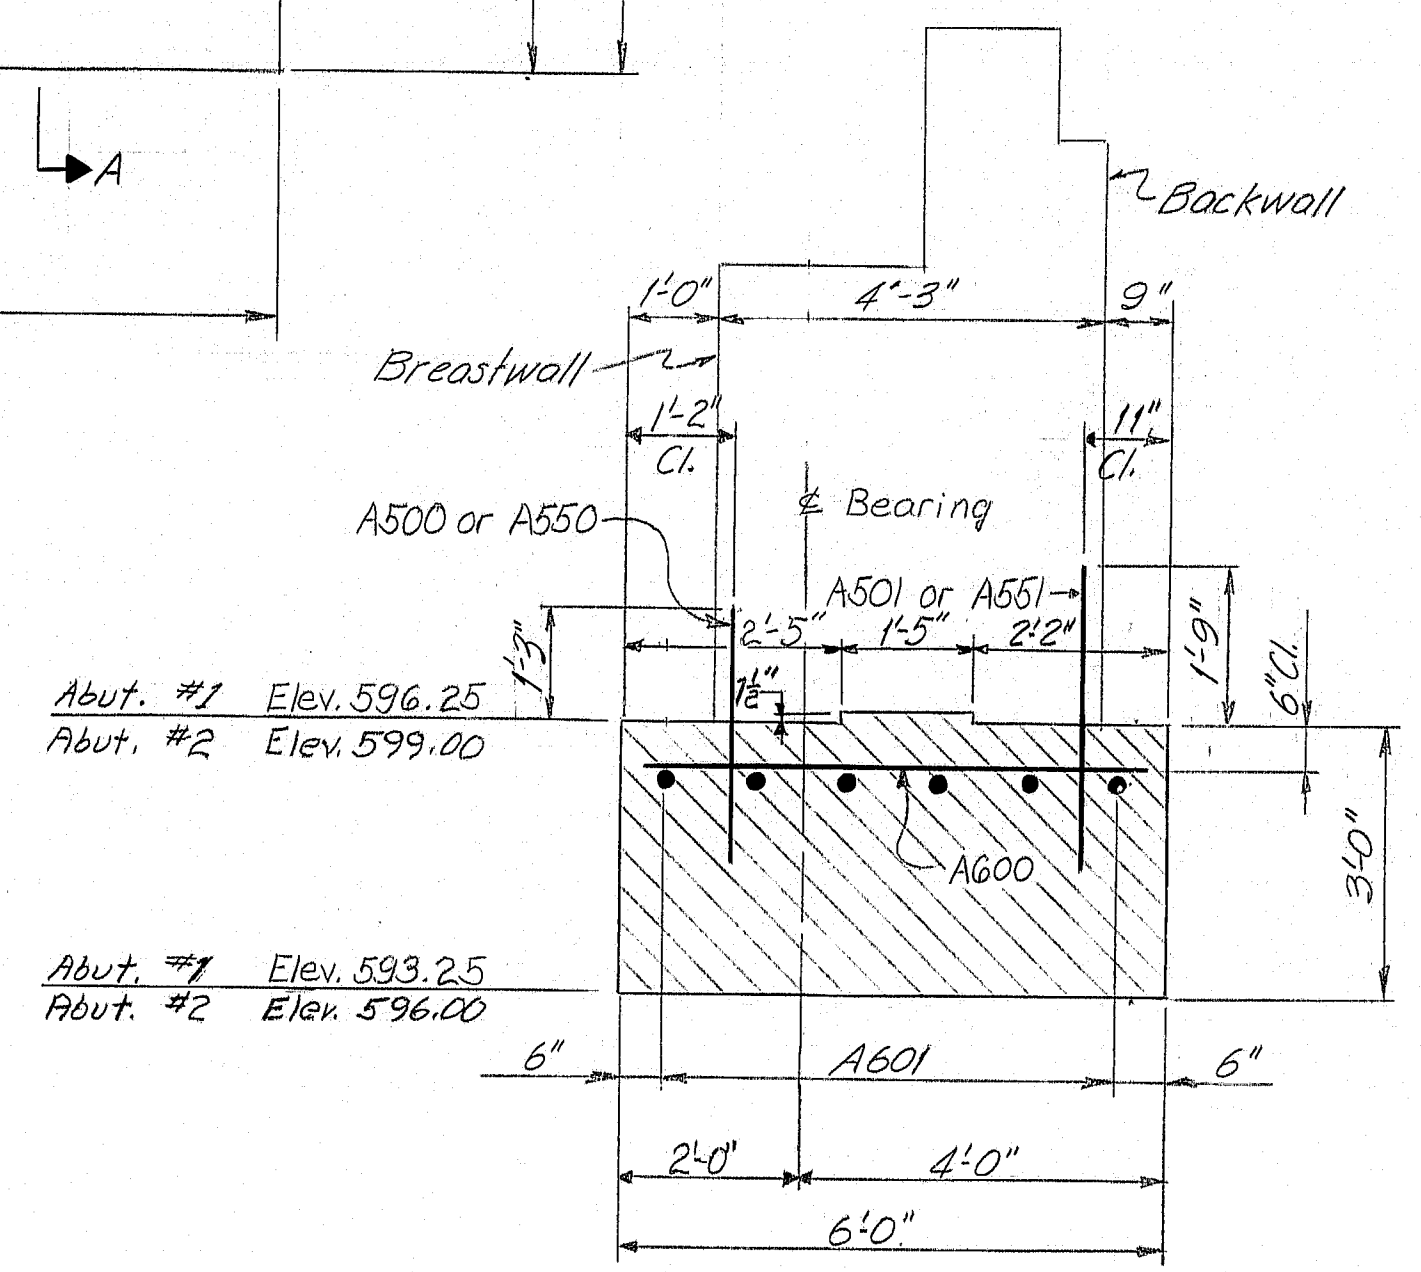 A
Backwall
1'-0"
4'-3"
9"
Breastwall
1'-2"
Cl.
11"
Cl.
℄ Bearing
A500 or A550
A501 or A551
2'-5"
1'-5"
2'-2"
1'-3"
1'-9"
6" Cl.
1½"
Abut. #1 Elev. 596.25
Abut. #2 Elev. 599.00
A600
3'-0"
Abut. #1 Elev. 593.25
Abut. #2 Elev. 596.00
6"
A601
6"
2'-0"
4'-0"
6'-0"